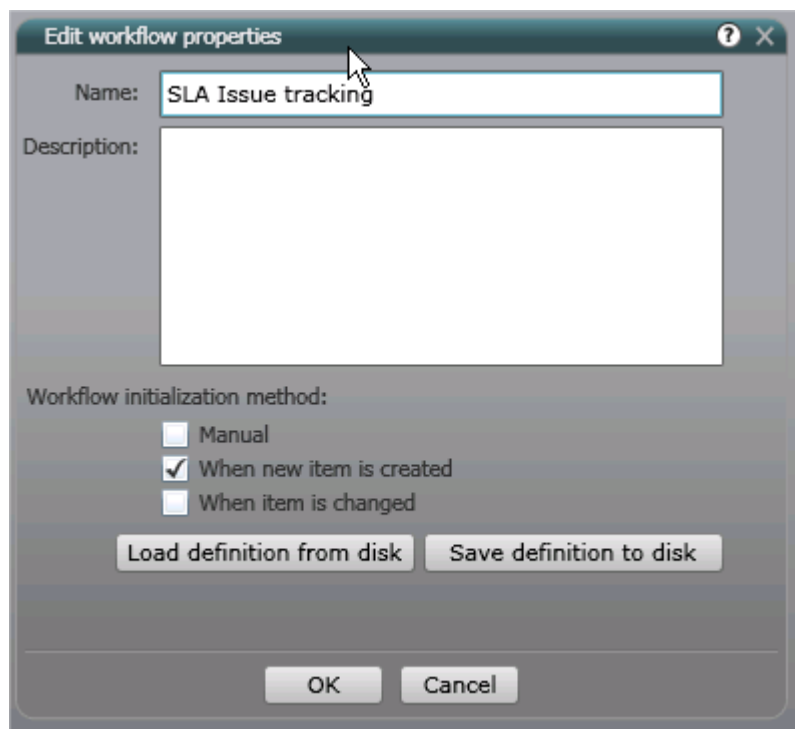 Edit workflow properties
Name: SLA Issue tracking
Description:
Workflow initialization method:
Manual
When new item is created
When item is changed
Load definition from disk Save definition to disk
OK Cancel